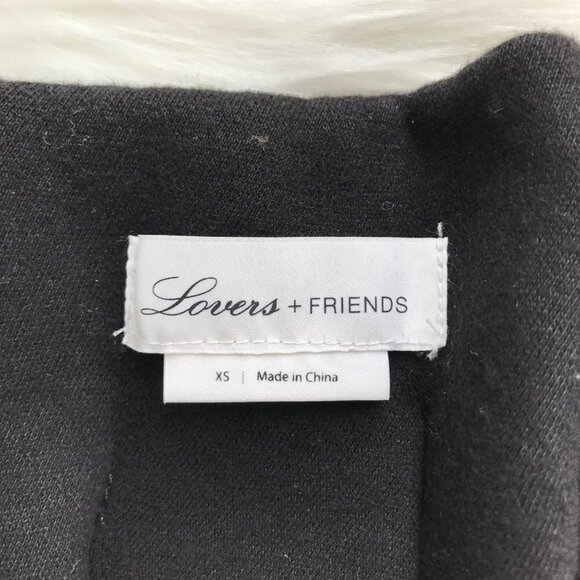 Lovers + FRIENDS
XS | Made in China